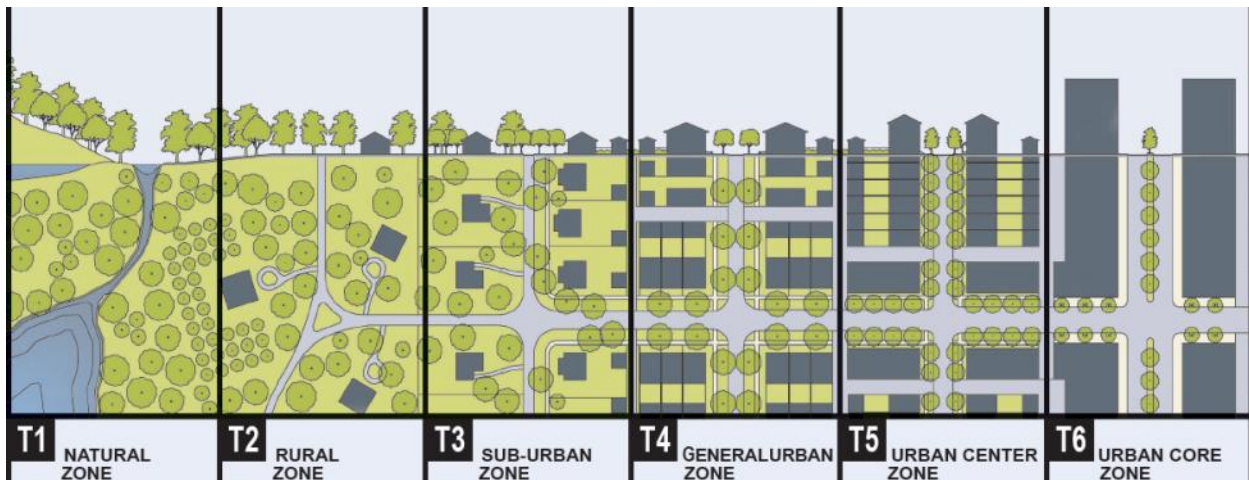 T1 NATURAL
ZONE
T2 RURAL
ZONE
T3 SUB-URBAN
ZONE
T4 GENERALURBAN
ZONE
T5 URBAN CENTER
ZONE
T6 URBAN CORE
ZONE